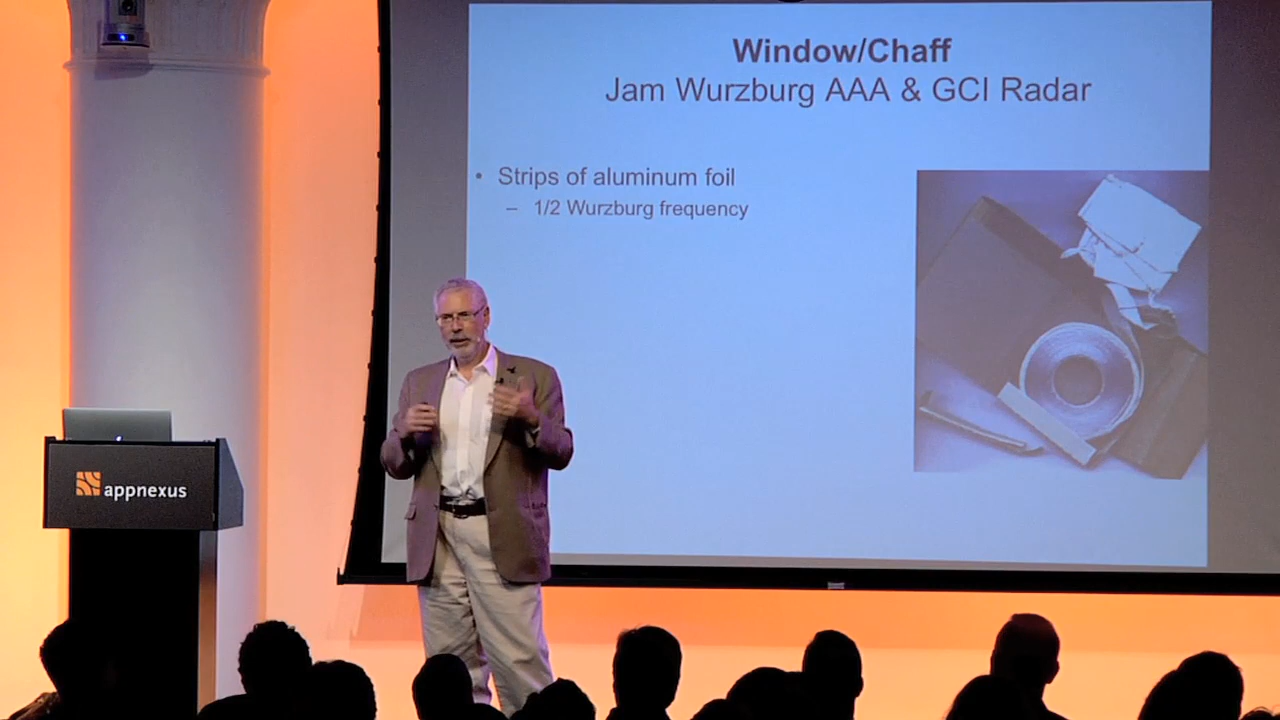 Window/Chaff
Jam Wurzburg AAA & GCI Radar
• Strips of aluminum foil
– 1/2 Wurzburg frequency
appnexus